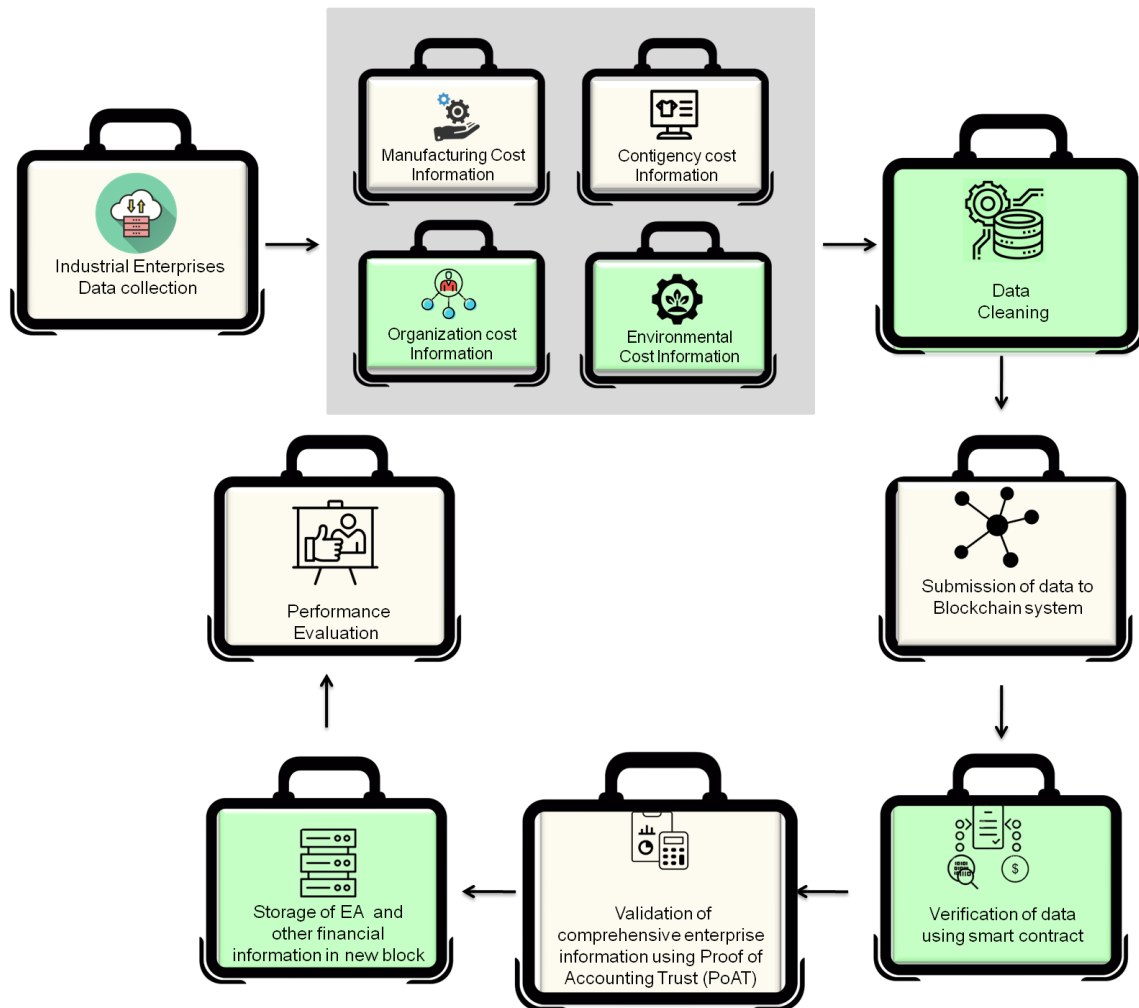 Industrial Enterprises
Data collection
Manufacturing Cost
Information
Contigency cost
Information
Organization cost
Information
Environmental
Cost Information
Data
Cleaning
Submission of data to
Blockchain system
$
Verification of data
using smart contract
Validation of
comprehensive enterprise
information using Proof of
Accounting Trust (PoAT)
Storage of EA and
other financial
information in new block
Performance
Evaluation